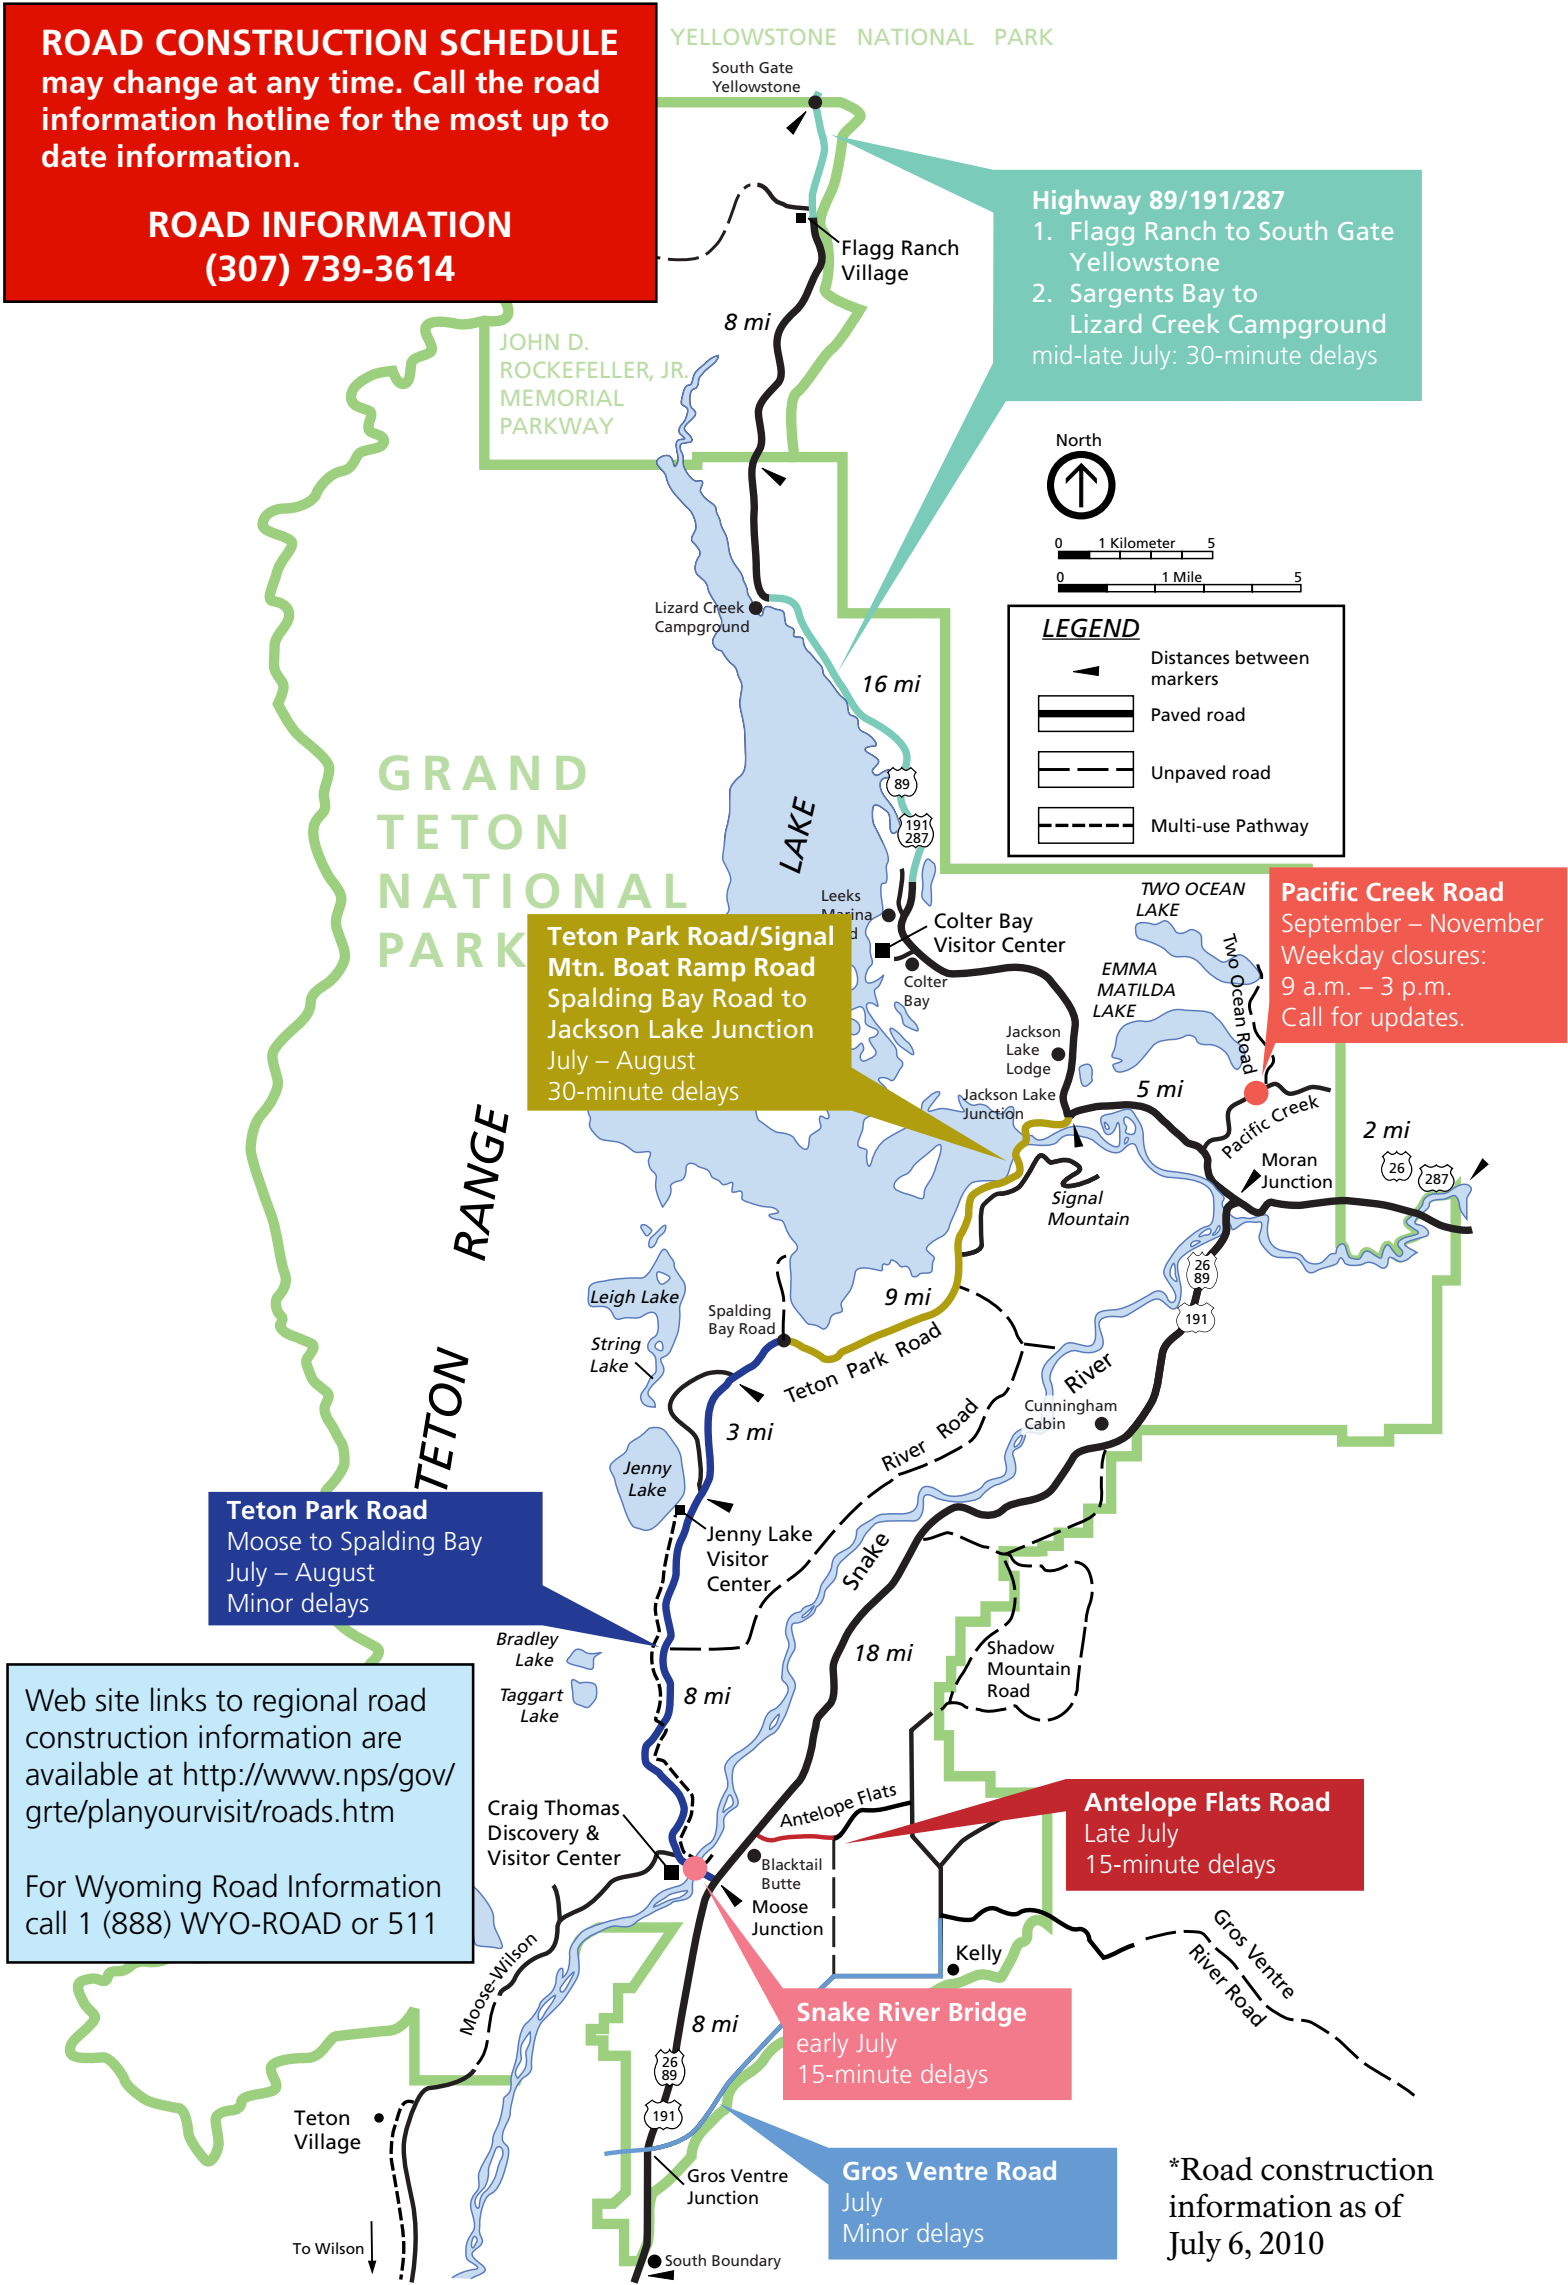 ROAD CONSTRUCTION SCHEDULE
may change at any time. Call the road
information hotline for the most up to
date information.
ROAD INFORMATION
(307) 739-3614
YELLOWSTONE NATIONAL PARK
South Gate
Yellowstone
Highway 89/191/287
1. Flagg Ranch to South Gate
Yellowstone
2. Sargents Bay to
Lizard Creek Campground
mid-late July: 30-minute delays
Flagg Ranch
Village
8 mi
JOHN D.
ROCKEFELLER, JR.
MEMORIAL
PARKWAY
North
0 1 Kilometer 5
0 1 Mile 5
LEGEND
Distances between
markers
Paved road
Unpaved road
Multi-use Pathway
Lizard Creek
Campground
16 mi
89
191
287
GRAND
TETON
NATIONAL
PARK
LAKE
Leeks
Marina
Colter Bay
Visitor Center
Colter
Bay
TWO OCEAN
LAKE
Two Ocean Road
EMMA
MATILDA
LAKE
Pacific Creek Road
September – November
Weekday closures:
9 a.m. – 3 p.m.
Call for updates.
Teton Park Road/Signal
Mtn. Boat Ramp Road
Spalding Bay Road to
Jackson Lake Junction
July – August
30-minute delays
Jackson
Lake
Lodge
Jackson Lake
Junction
5 mi
Pacific Creek
2 mi
26
287
Moran
Junction
Signal
Mountain
26
89
191
TETON RANGE
Leigh Lake
String
Lake
Spalding
Bay Road
9 mi
Teton Park Road
3 mi
River Road
Snake River
Cunningham
Cabin
Jenny
Lake
Jenny Lake
Visitor
Center
Teton Park Road
Moose to Spalding Bay
July – August
Minor delays
Bradley
Lake
Taggart
Lake
8 mi
18 mi
Shadow
Mountain
Road
Web site links to regional road
construction information are
available at http://www.nps/gov/
grte/planyourvisit/roads.htm
For Wyoming Road Information
call 1 (888) WYO-ROAD or 511
Craig Thomas
Discovery &
Visitor Center
Antelope Flats
Antelope Flats Road
Late July
15-minute delays
Blacktail
Butte
Moose
Junction
Kelly
Gros Ventre
River Road
Moose-Wilson
8 mi
Snake River Bridge
early July
15-minute delays
26
89
191
Teton
Village
Gros Ventre
Junction
Gros Ventre Road
July
Minor delays
To Wilson
South Boundary
*Road construction
information as of
July 6, 2010